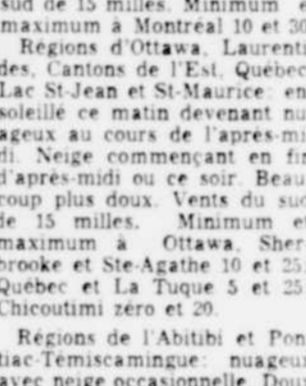 sud de 15 milles. Minimum
maximum à Montréal 10 et 30
Régions d'Ottawa, Laurenti
des, Cantons de l'Est, Québec
Lac St-Jean et St-Maurice: en
soleillé ce matin devenant nu
ageux au cours de l'après-mi
di. Neige commençant en fin
d'après-midi ou ce soir. Beau
coup plus doux. Vents du sud
de 15 milles. Minimum et
maximum à Ottawa, Sher
brooke et Ste-Agathe 10 et 25
Québec et La Tuque 5 et 25
Chicoutimi zéro et 20.
Régions de l'Abitibi et Pon
tiac-Témiscamingue: nuageux
avec neige occasionnelle. Dou